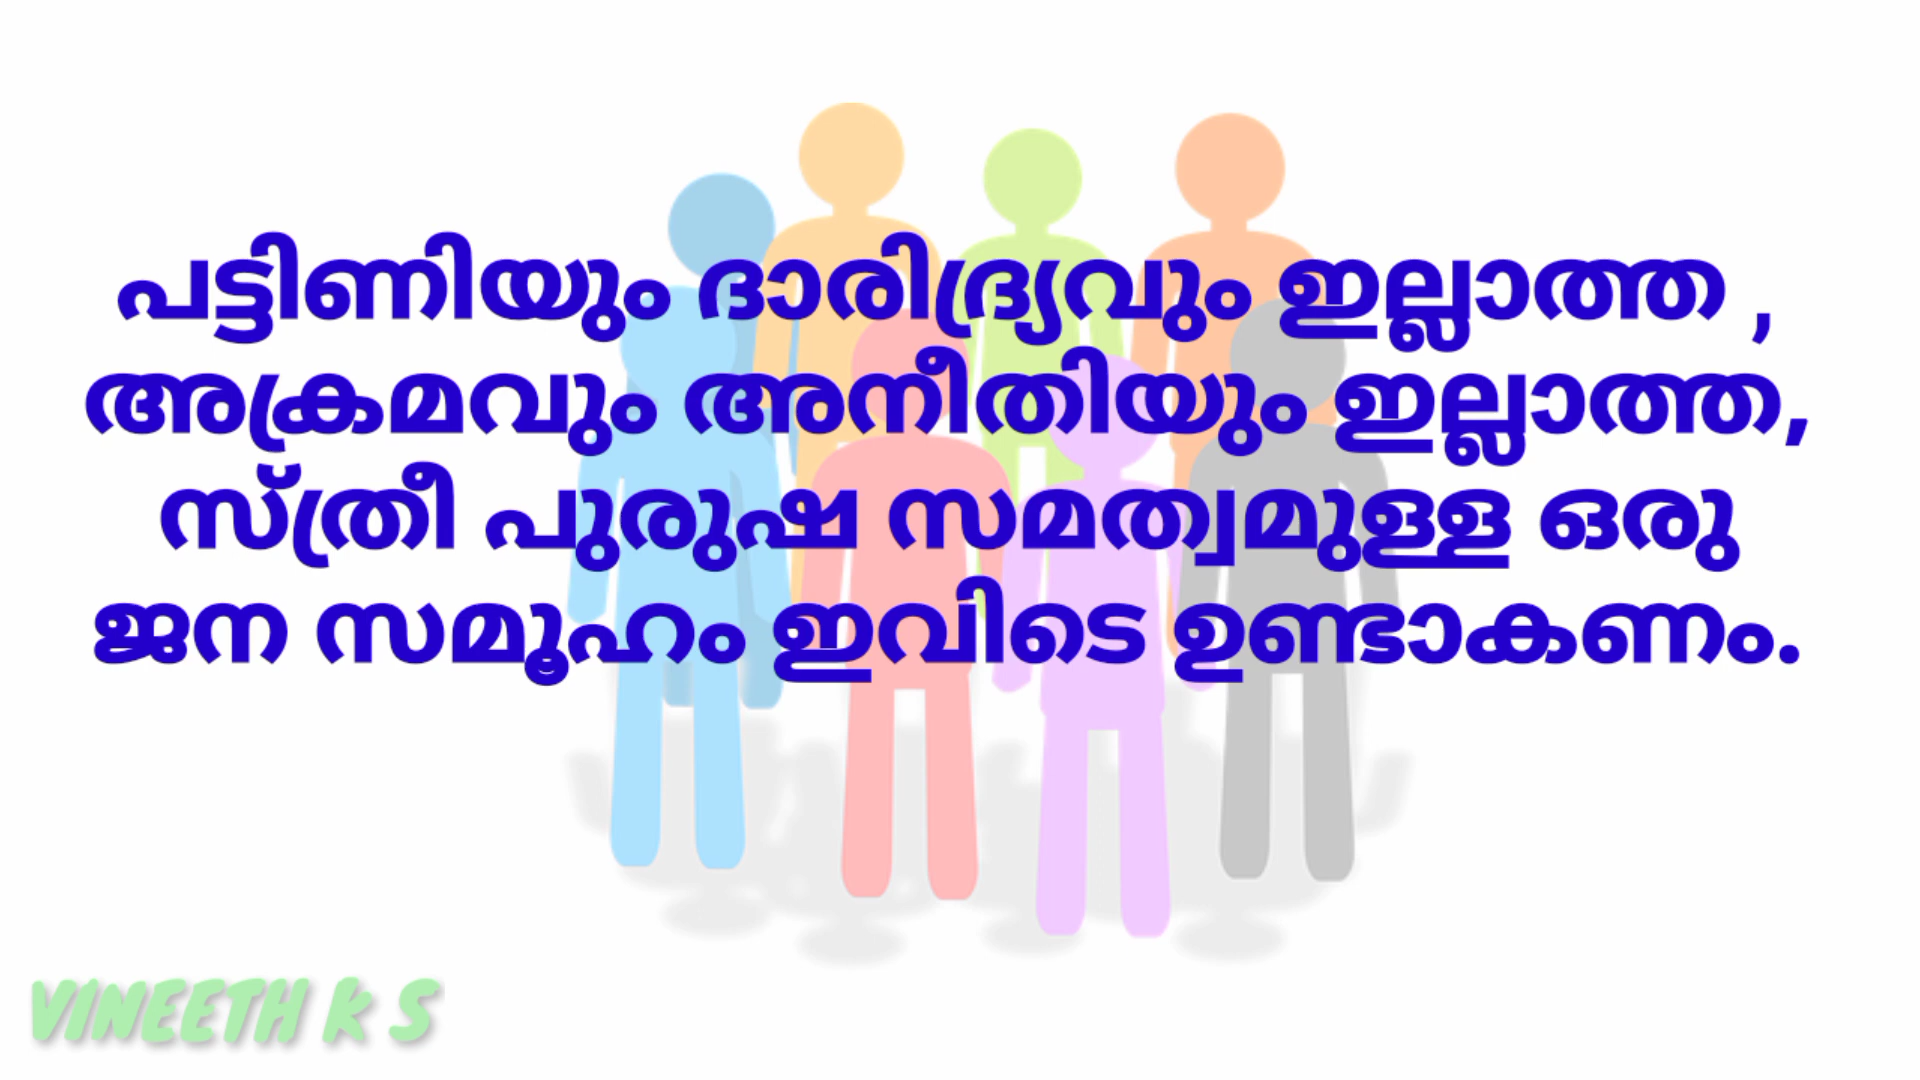 പട്ടിണിയും ദാരിദ്ര്യവും ഇല്ലാത്ത ,
അക്രമവും അനീതിയും ഇല്ലാത്ത,
സ്ത്രീ പുരുഷ സമത്വമുള്ള ഒരു
ജന സമൂഹം ഇവിടെ ഉണ്ടാകണം.
VINEETH K S